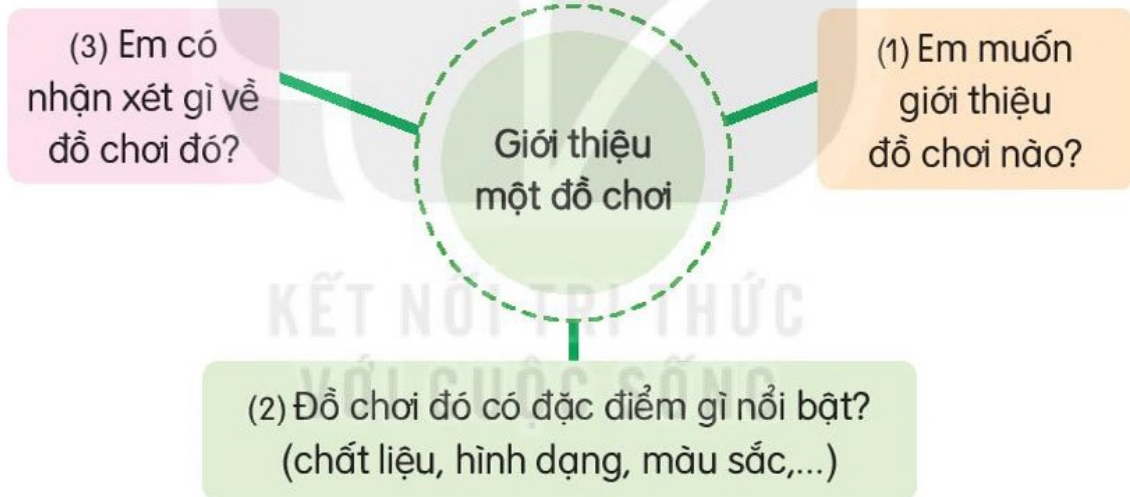 (3) Em có
nhận xét gì về
đồ chơi đó?
Giới thiệu
một đồ chơi
(1) Em muốn
giới thiệu
đồ chơi nào?
KẾT NỐI TRI THỨC
VỚI CUỘC SỐNG
(2) Đồ chơi đó có đặc điểm gì nổi bật?
(chất liệu, hình dạng, màu sắc,...)